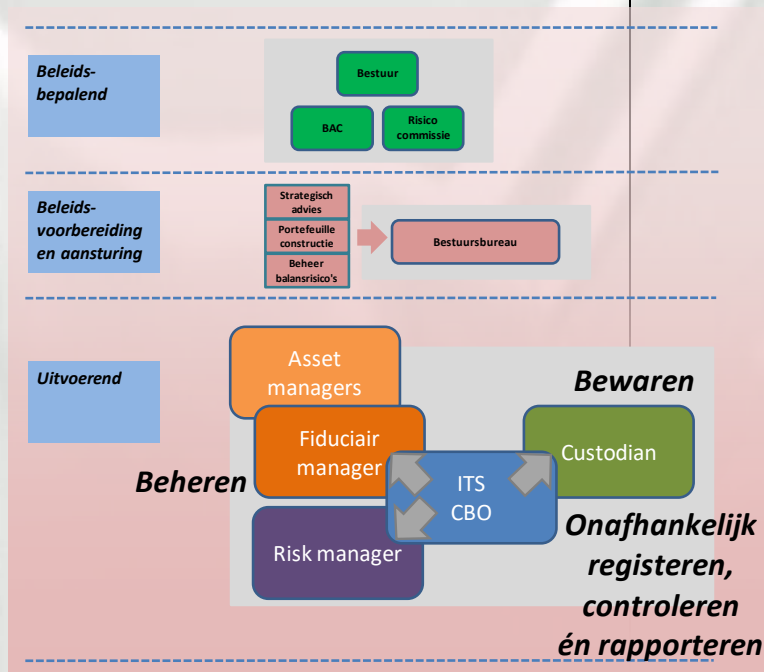 Beleids-
bepalend
Bestuur
BAC
Risico
commissie
Beleids-
voorbereiding
en aansturing
Strategisch
advies
Portefeuille
constructie
Beheer
balansrisico's
Bestuursbureau
Uitvoerend
Asset
managers
Bewaren
Fiduciair
manager
Custodian
Beheren
ITS
CBO
Risk manager
Onafhankelijk
registeren,
controleren
én rapporteren